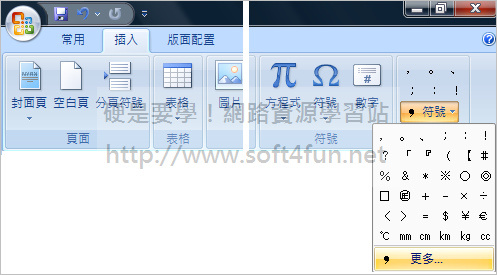 常用 插入 版面配置
封面頁 空白頁 分頁符號 表格 圖片 方程式 符號 數字
, 。 、
、 ; : !
, 符號
頁面 表格 符號
硬是要學！網路資源學習站
http://www.soft4fun.net
, 。 、 ; : !
? 「 『 ( 【 #
% & * ※ ○ ◎
□ @ + - × ÷
〈 〉 = $ ¥ €
℃ mm cm km kg cc
, 更多...